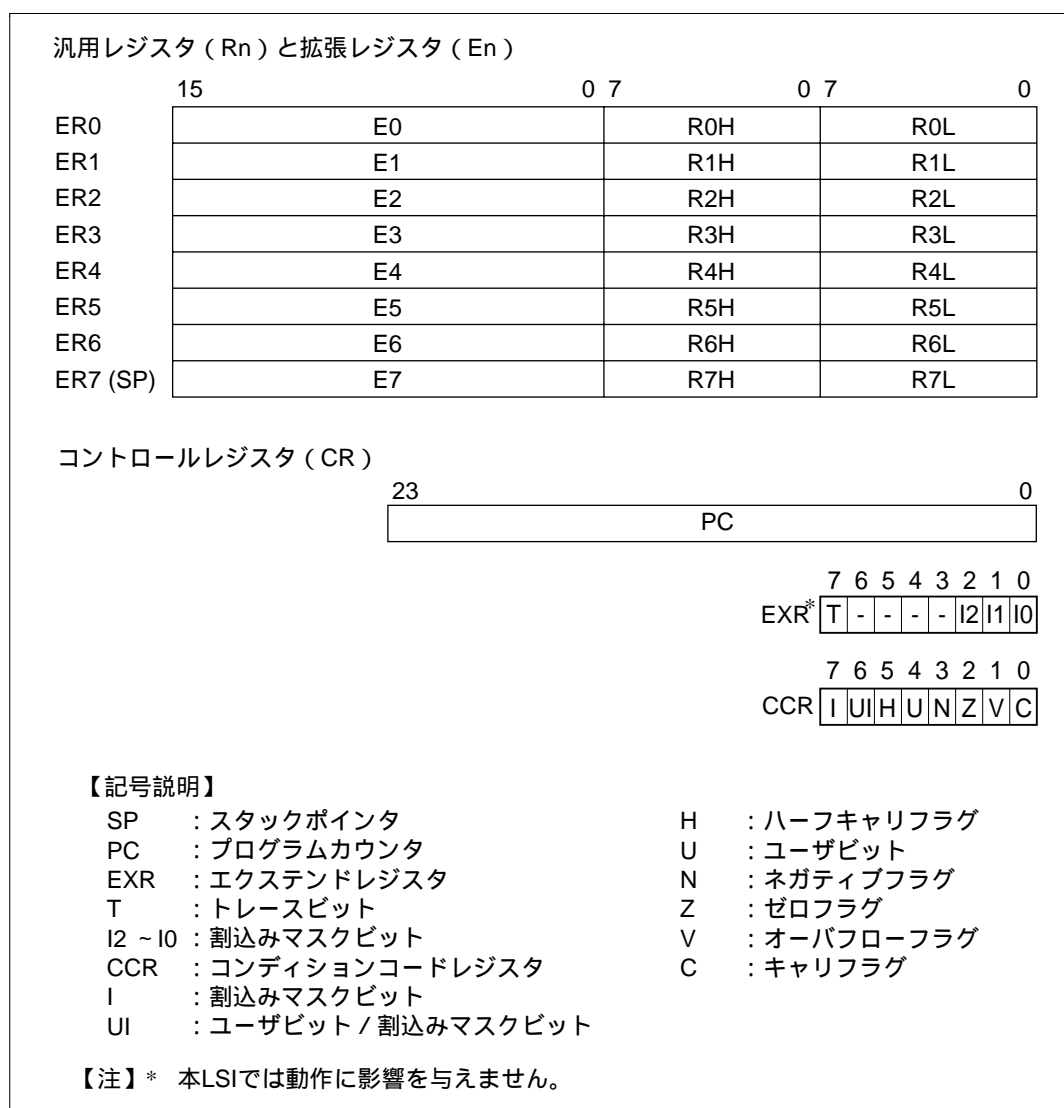 汎用レジスタ（Rn）と拡張レジスタ（En）
15 0 7 0 7 0
ER0 E0 R0H R0L
ER1 E1 R1H R1L
ER2 E2 R2H R2L
ER3 E3 R3H R3L
ER4 E4 R4H R4L
ER5 E5 R5H R5L
ER6 E6 R6H R6L
ER7 (SP) E7 R7H R7L
コントロールレジスタ（CR）
23 0
PC
7 6 5 4 3 2 1 0
EXR* T - - - - I2 I1 I0
7 6 5 4 3 2 1 0
CCR I UI H U N Z V C
【記号説明】
SP ：スタックポインタ
PC ：プログラムカウンタ
EXR ：エクステンドレジスタ
T ：トレースビット
I2 ~ I0 ：割込みマスクビット
CCR ：コンディションコードレジスタ
I ：割込みマスクビット
UI ：ユーザビット / 割込みマスクビット
H ：ハーフキャリフラグ
U ：ユーザビット
N ：ネガティブフラグ
Z ：ゼロフラグ
V ：オーバフローフラグ
C ：キャリフラグ
【注】* 本LSIでは動作に影響を与えません。